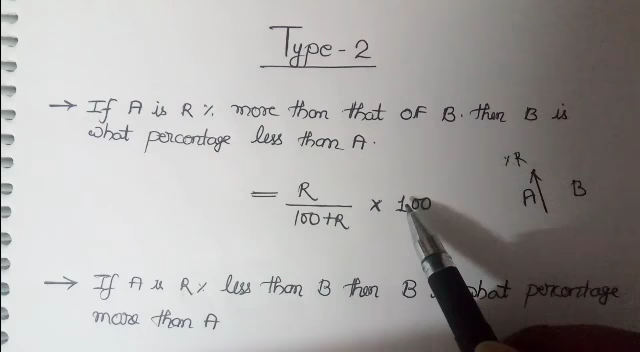 Type - 2
→ If A is R % more than that of B. then B is
what percentage less than A.
= R / 100+R × 100
% R
A B
→ If A is R % less than B then B what percentage
more than A